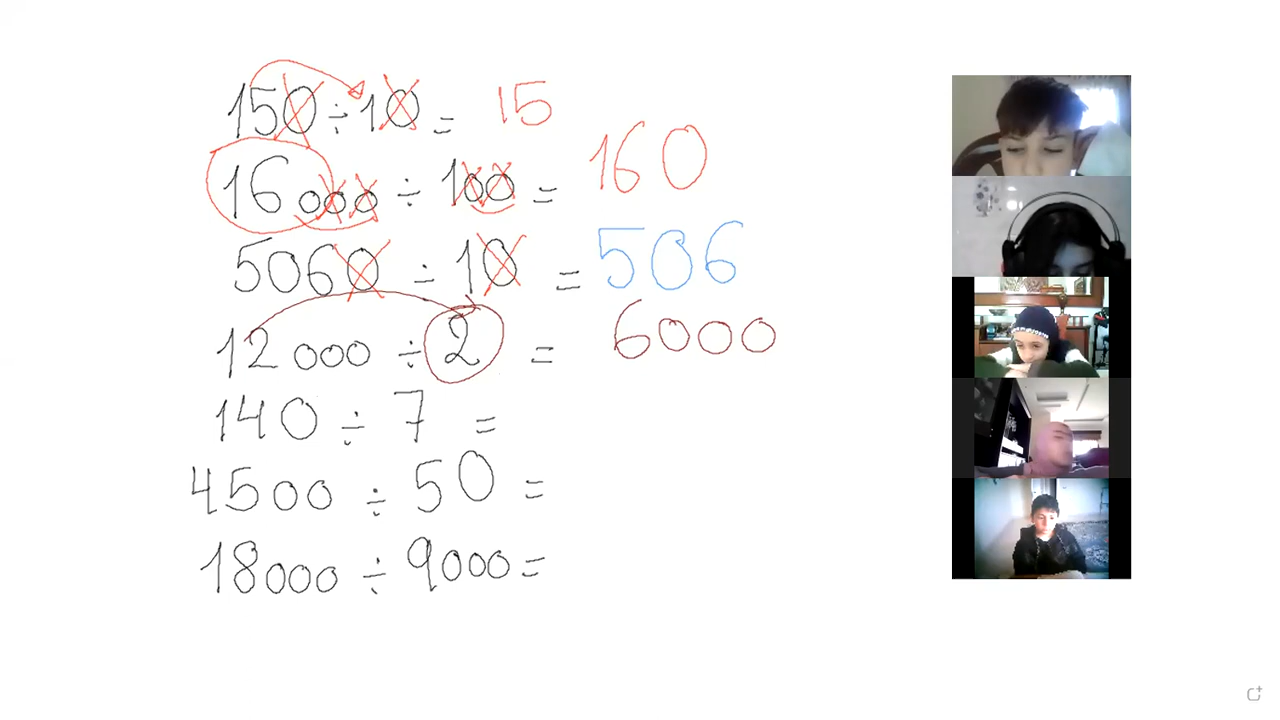 150 ÷ 10 = 15
16000 ÷ 100 = 160
5060 ÷ 10 = 506
12000 ÷ 2 = 6000
140 ÷ 7 =
4500 ÷ 50 =
18000 ÷ 9000 =